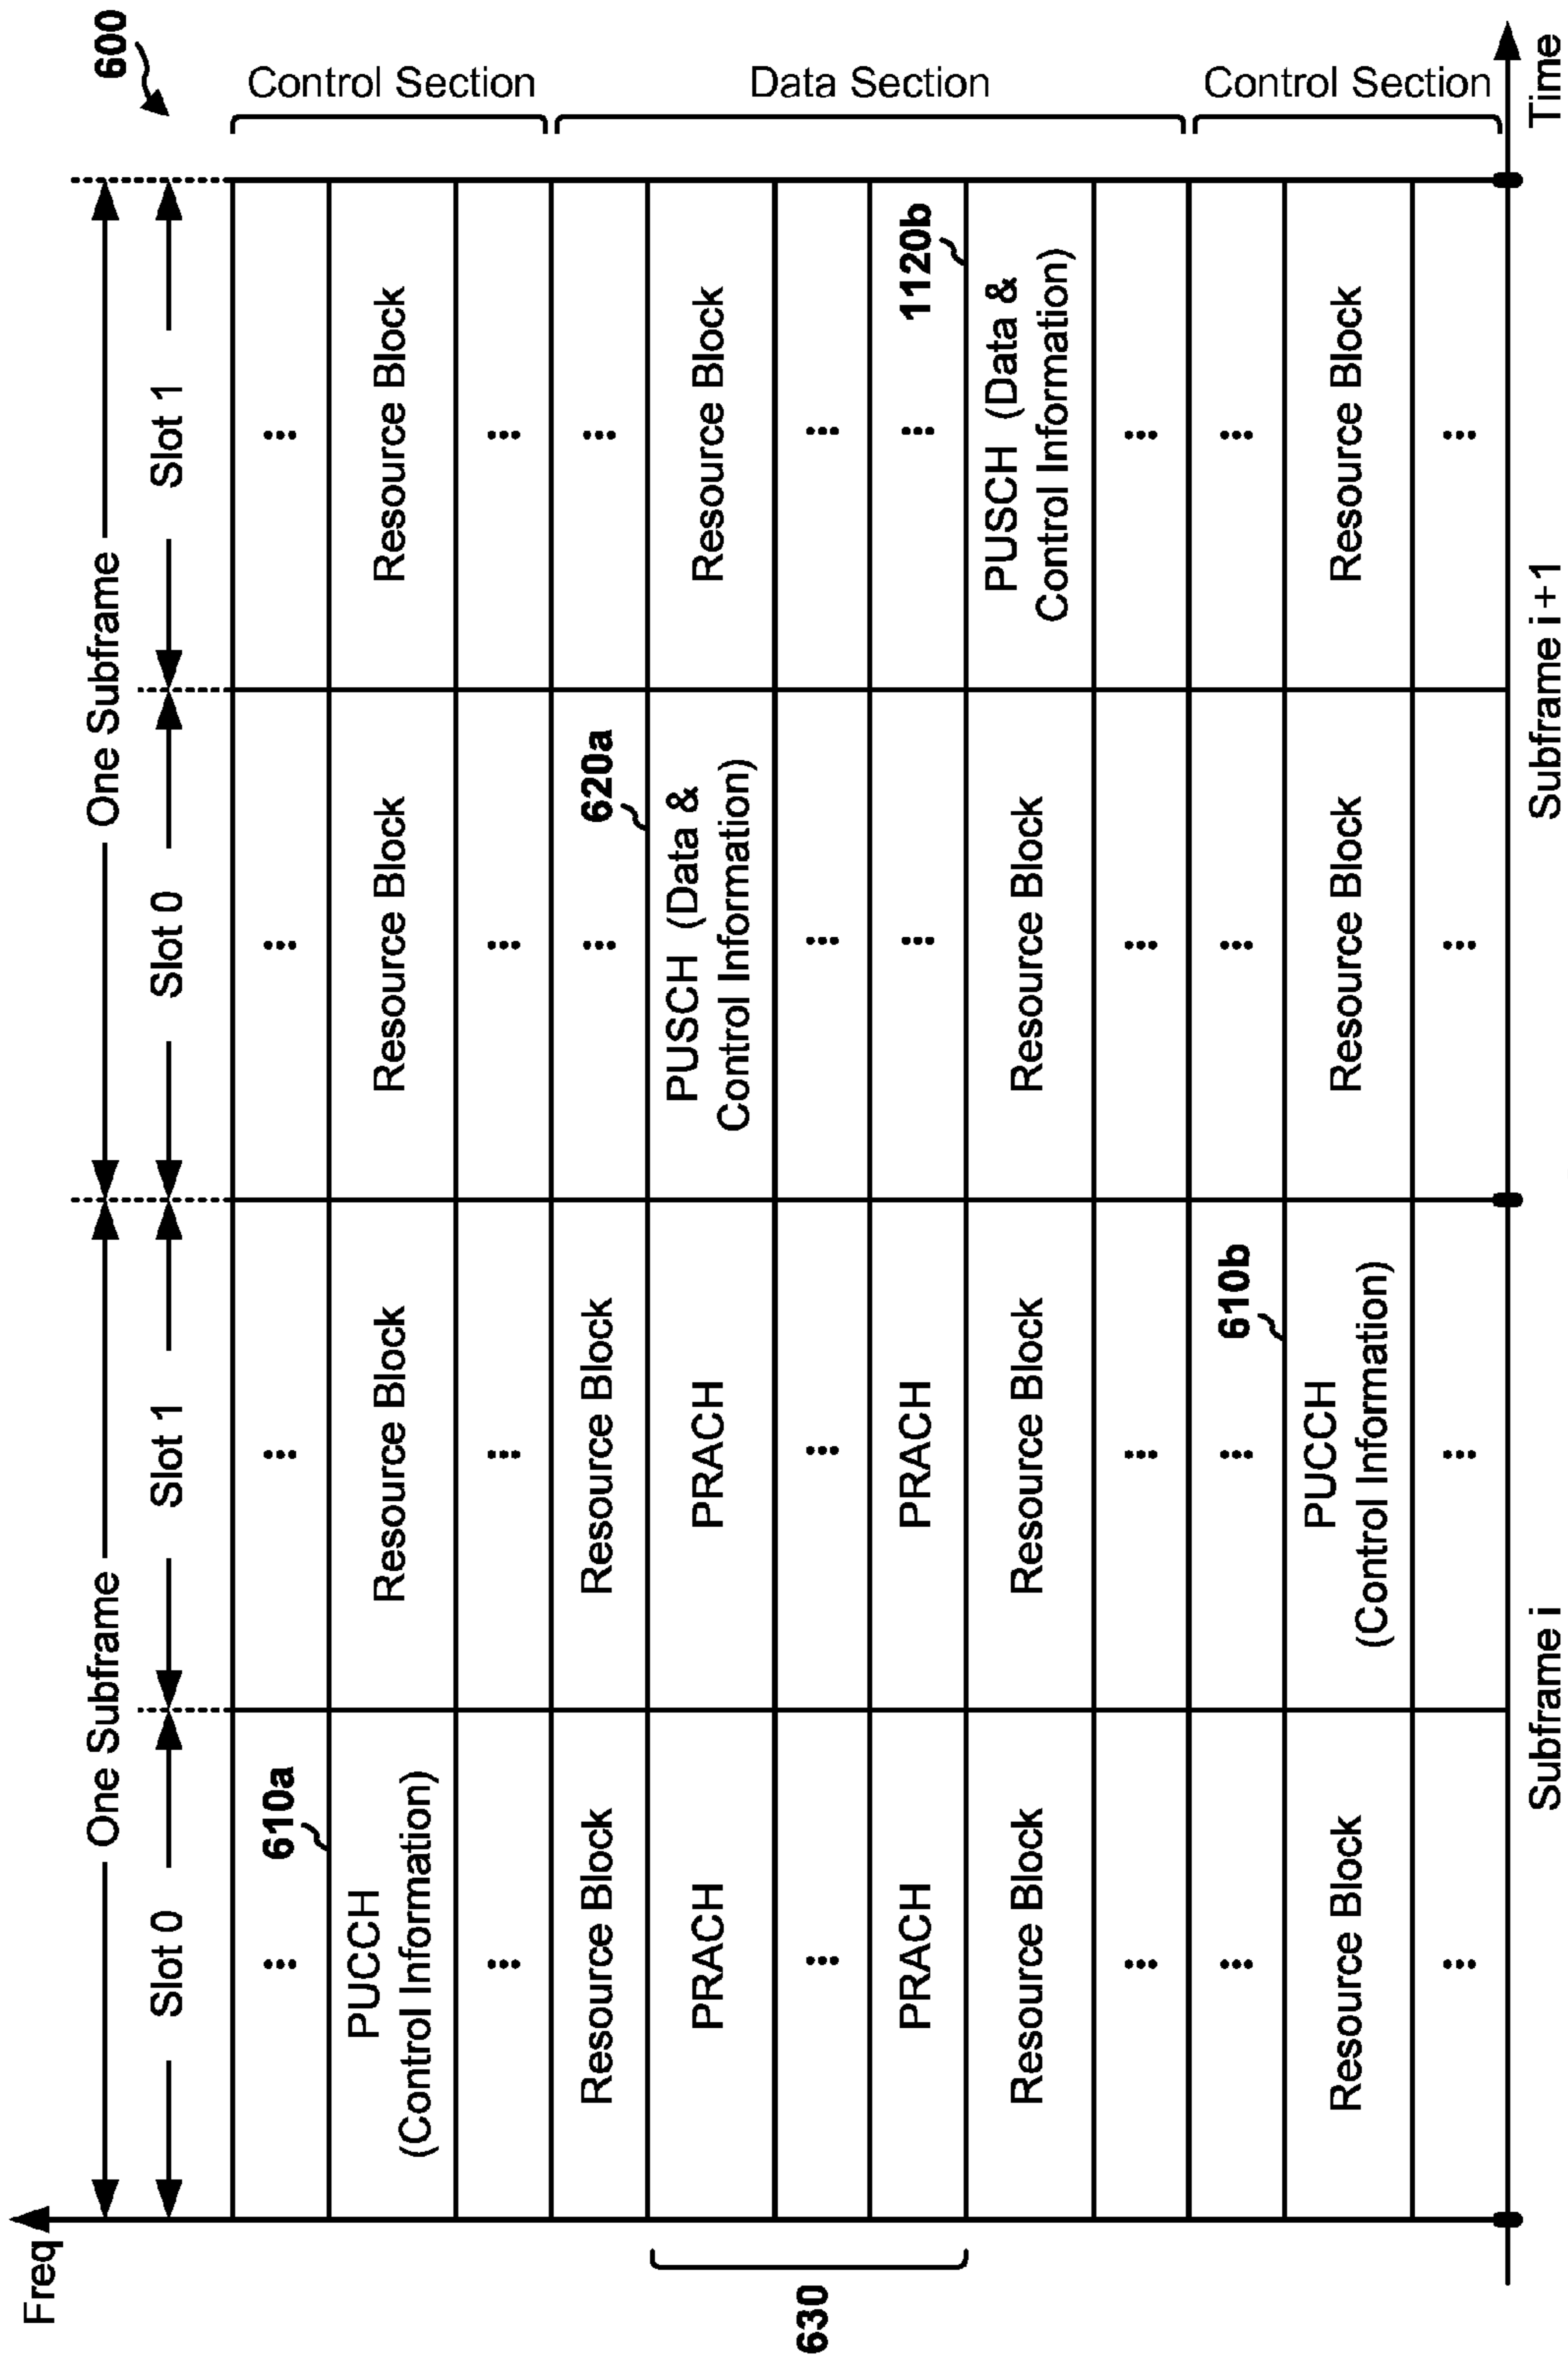 600
Freq
One Subframe
One Subframe
Slot 0
Slot 1
Slot 0
Slot 1
...
610a
...
...
...
PUCCH
(Control Information)
Resource Block
Resource Block
Resource Block
Control Section
...
...
...
...
Resource Block
Resource Block
...
620a
...
630
PRACH
PRACH
PUSCH (Data &
Control Information)
Resource Block
Data Section
...
...
...
...
PRACH
PRACH
...
...
1120b
Resource Block
Resource Block
Resource Block
PUSCH (Data &
Control Information)
...
...
...
...
...
...
610b
...
...
Resource Block
PUCCH
(Control Information)
Resource Block
Resource Block
Control Section
...
...
...
...
Subframe i
Subframe i +1
Time